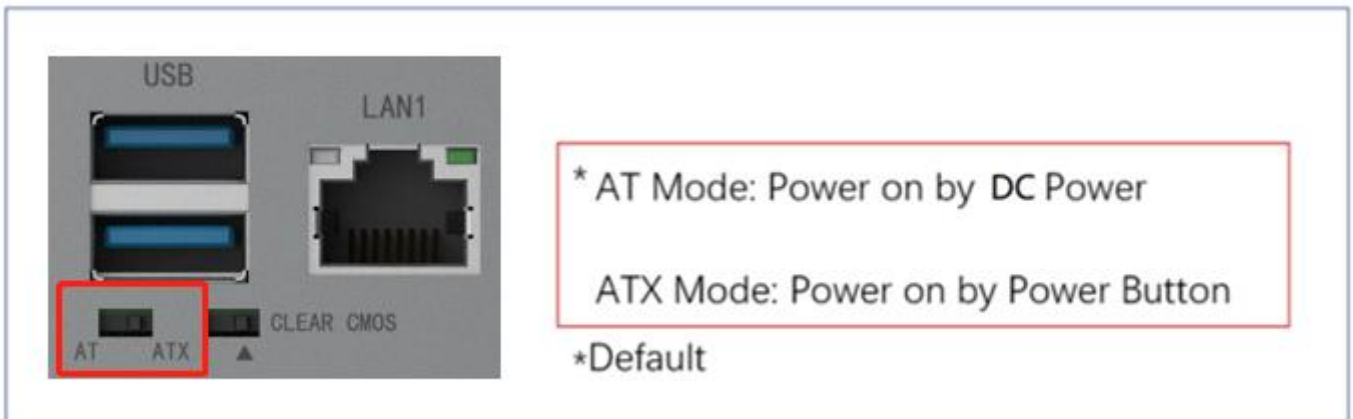 USB
LAN1
CLEAR CMOS
AT ATX ▲
* AT Mode: Power on by DC Power
ATX Mode: Power on by Power Button
*Default